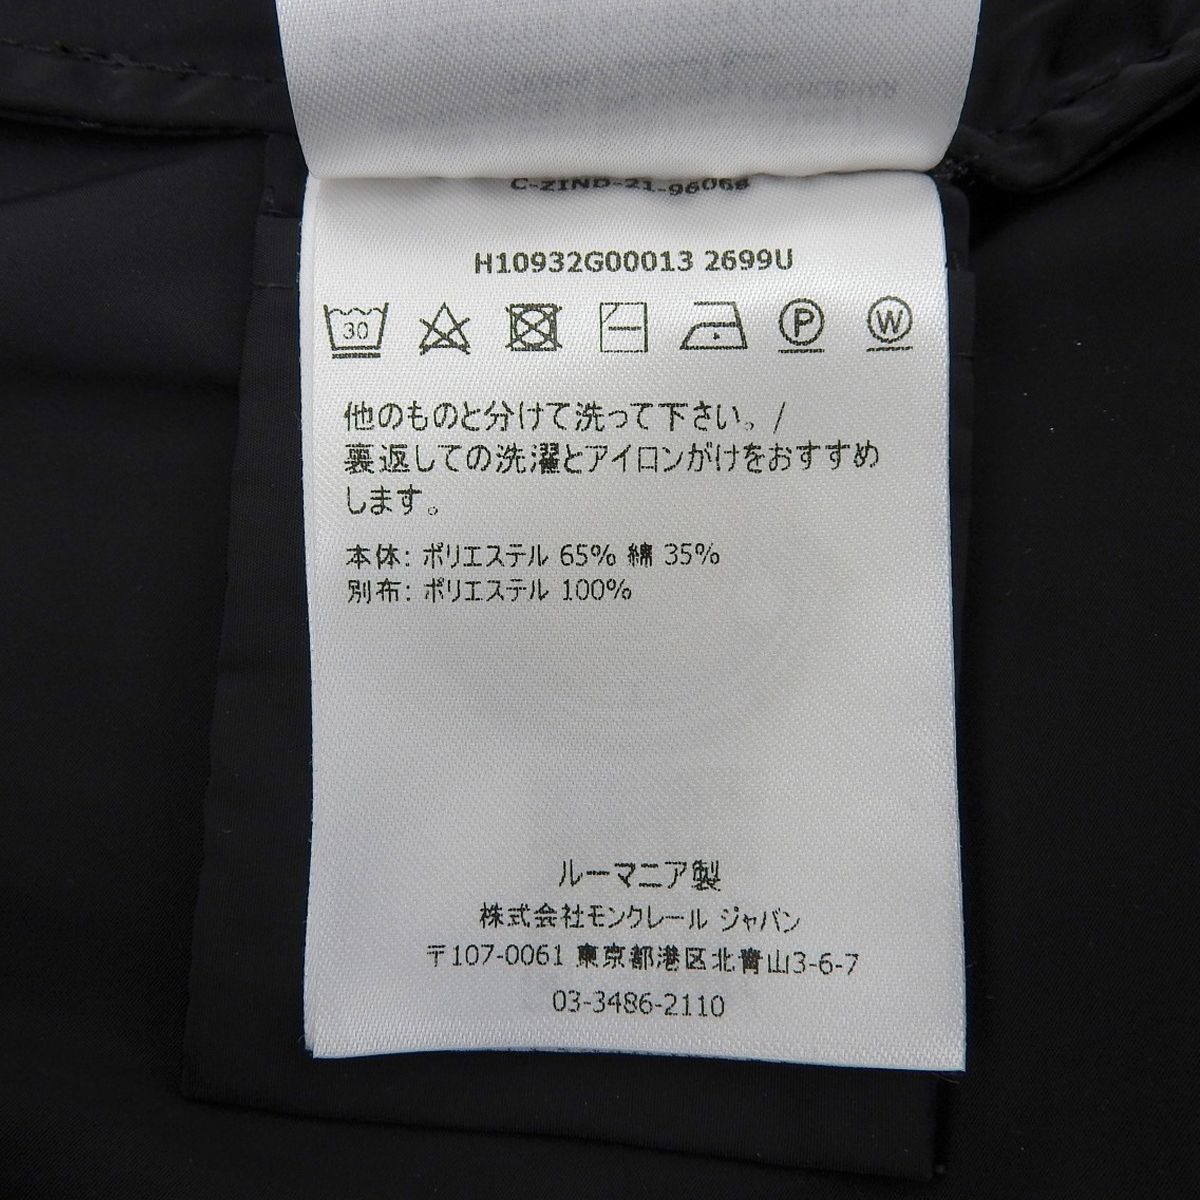 C-ZIND-21-96068
H10932G00013 2699U
30 P W
他のものと分けて洗って下さい。/
裏返しての洗濯とアイロンがけをおすすめ
します。
本体: ポリエステル 65% 綿 35%
別布: ポリエステル 100%
ルーマニア製
株式会社モンクレール ジャパン
〒107-0061 東京都港区北青山3-6-7
03-3486-2110